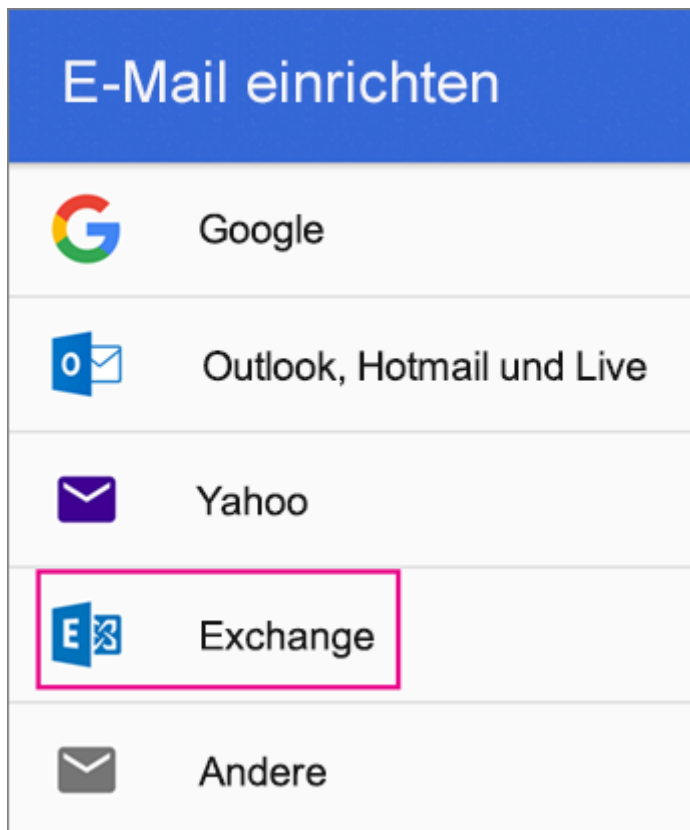 E-Mail einrichten
Google
Outlook, Hotmail und Live
Yahoo
Exchange
Andere